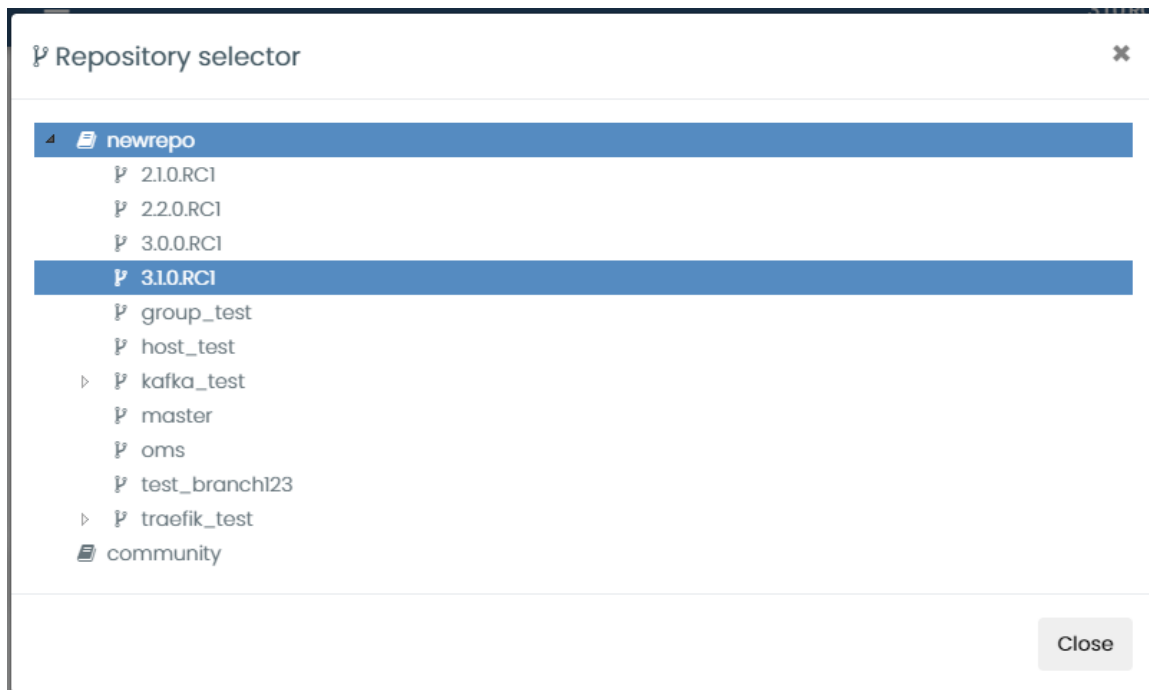 Repository selector
newrepo
2.1.0.RC1
2.2.0.RC1
3.0.0.RC1
3.1.0.RC1
group_test
host_test
kafka_test
master
oms
test_branch123
traefik_test
community
Close